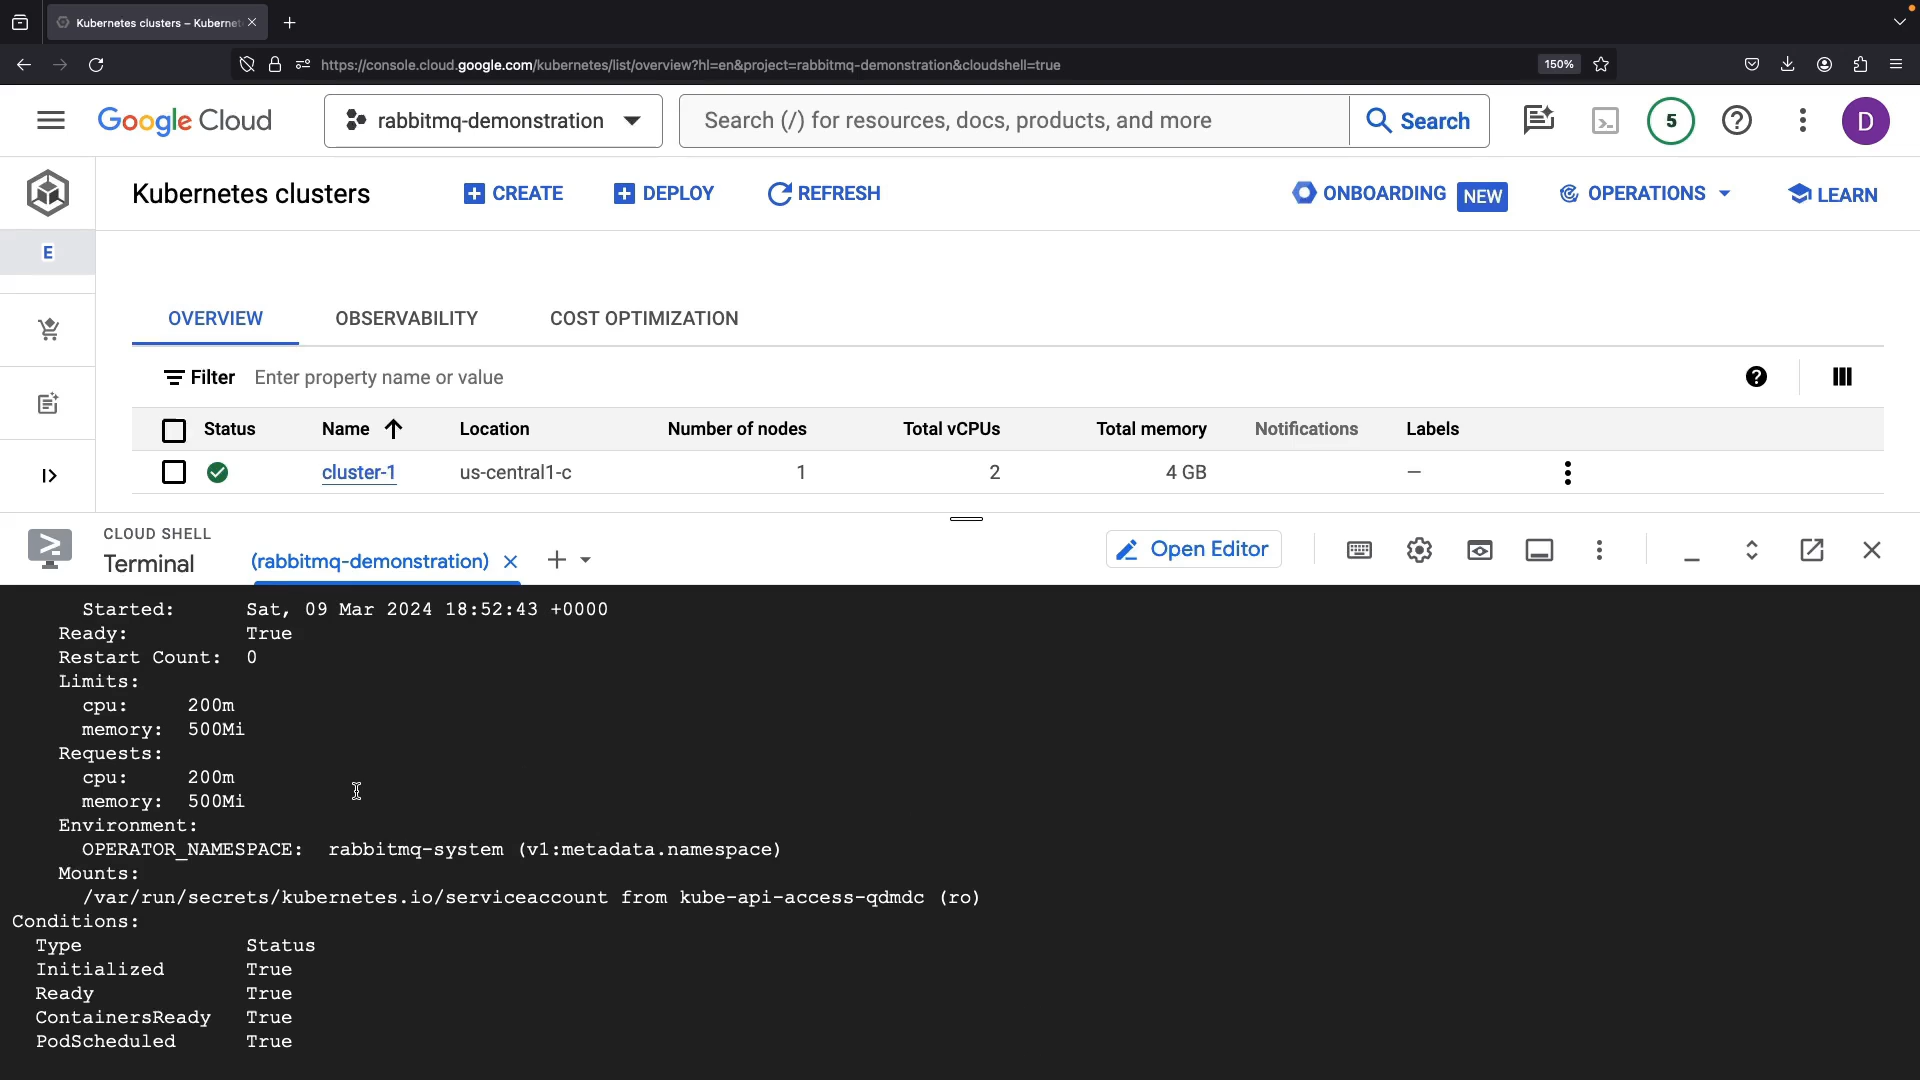 Kubernetes clusters – Kubernet
https://console.cloud.google.com/kubernetes/list/overview?hl=en&project=rabbitmq-demonstration&cloudshell=true
150%
Google Cloud
rabbitmq-demonstration
Search (/) for resources, docs, products, and more
Search
5
D
Kubernetes clusters
CREATE
DEPLOY
REFRESH
ONBOARDING NEW
OPERATIONS
LEARN
E
OVERVIEW
OBSERVABILITY
COST OPTIMIZATION
Filter Enter property name or value
Status Name Location Number of nodes Total vCPUs Total memory Notifications Labels
cluster-1 us-central1-c 1 2 4 GB —
CLOUD SHELL
Terminal
(rabbitmq-demonstration)
Open Editor
Started: Sat, 09 Mar 2024 18:52:43 +0000
Ready: True
Restart Count: 0
Limits:
cpu: 200m
memory: 500Mi
Requests:
cpu: 200m
memory: 500Mi
Environment:
OPERATOR_NAMESPACE: rabbitmq-system (v1:metadata.namespace)
Mounts:
/var/run/secrets/kubernetes.io/serviceaccount from kube-api-access-qdmdc (ro)
Conditions:
Type Status
Initialized True
Ready True
ContainersReady True
PodScheduled True